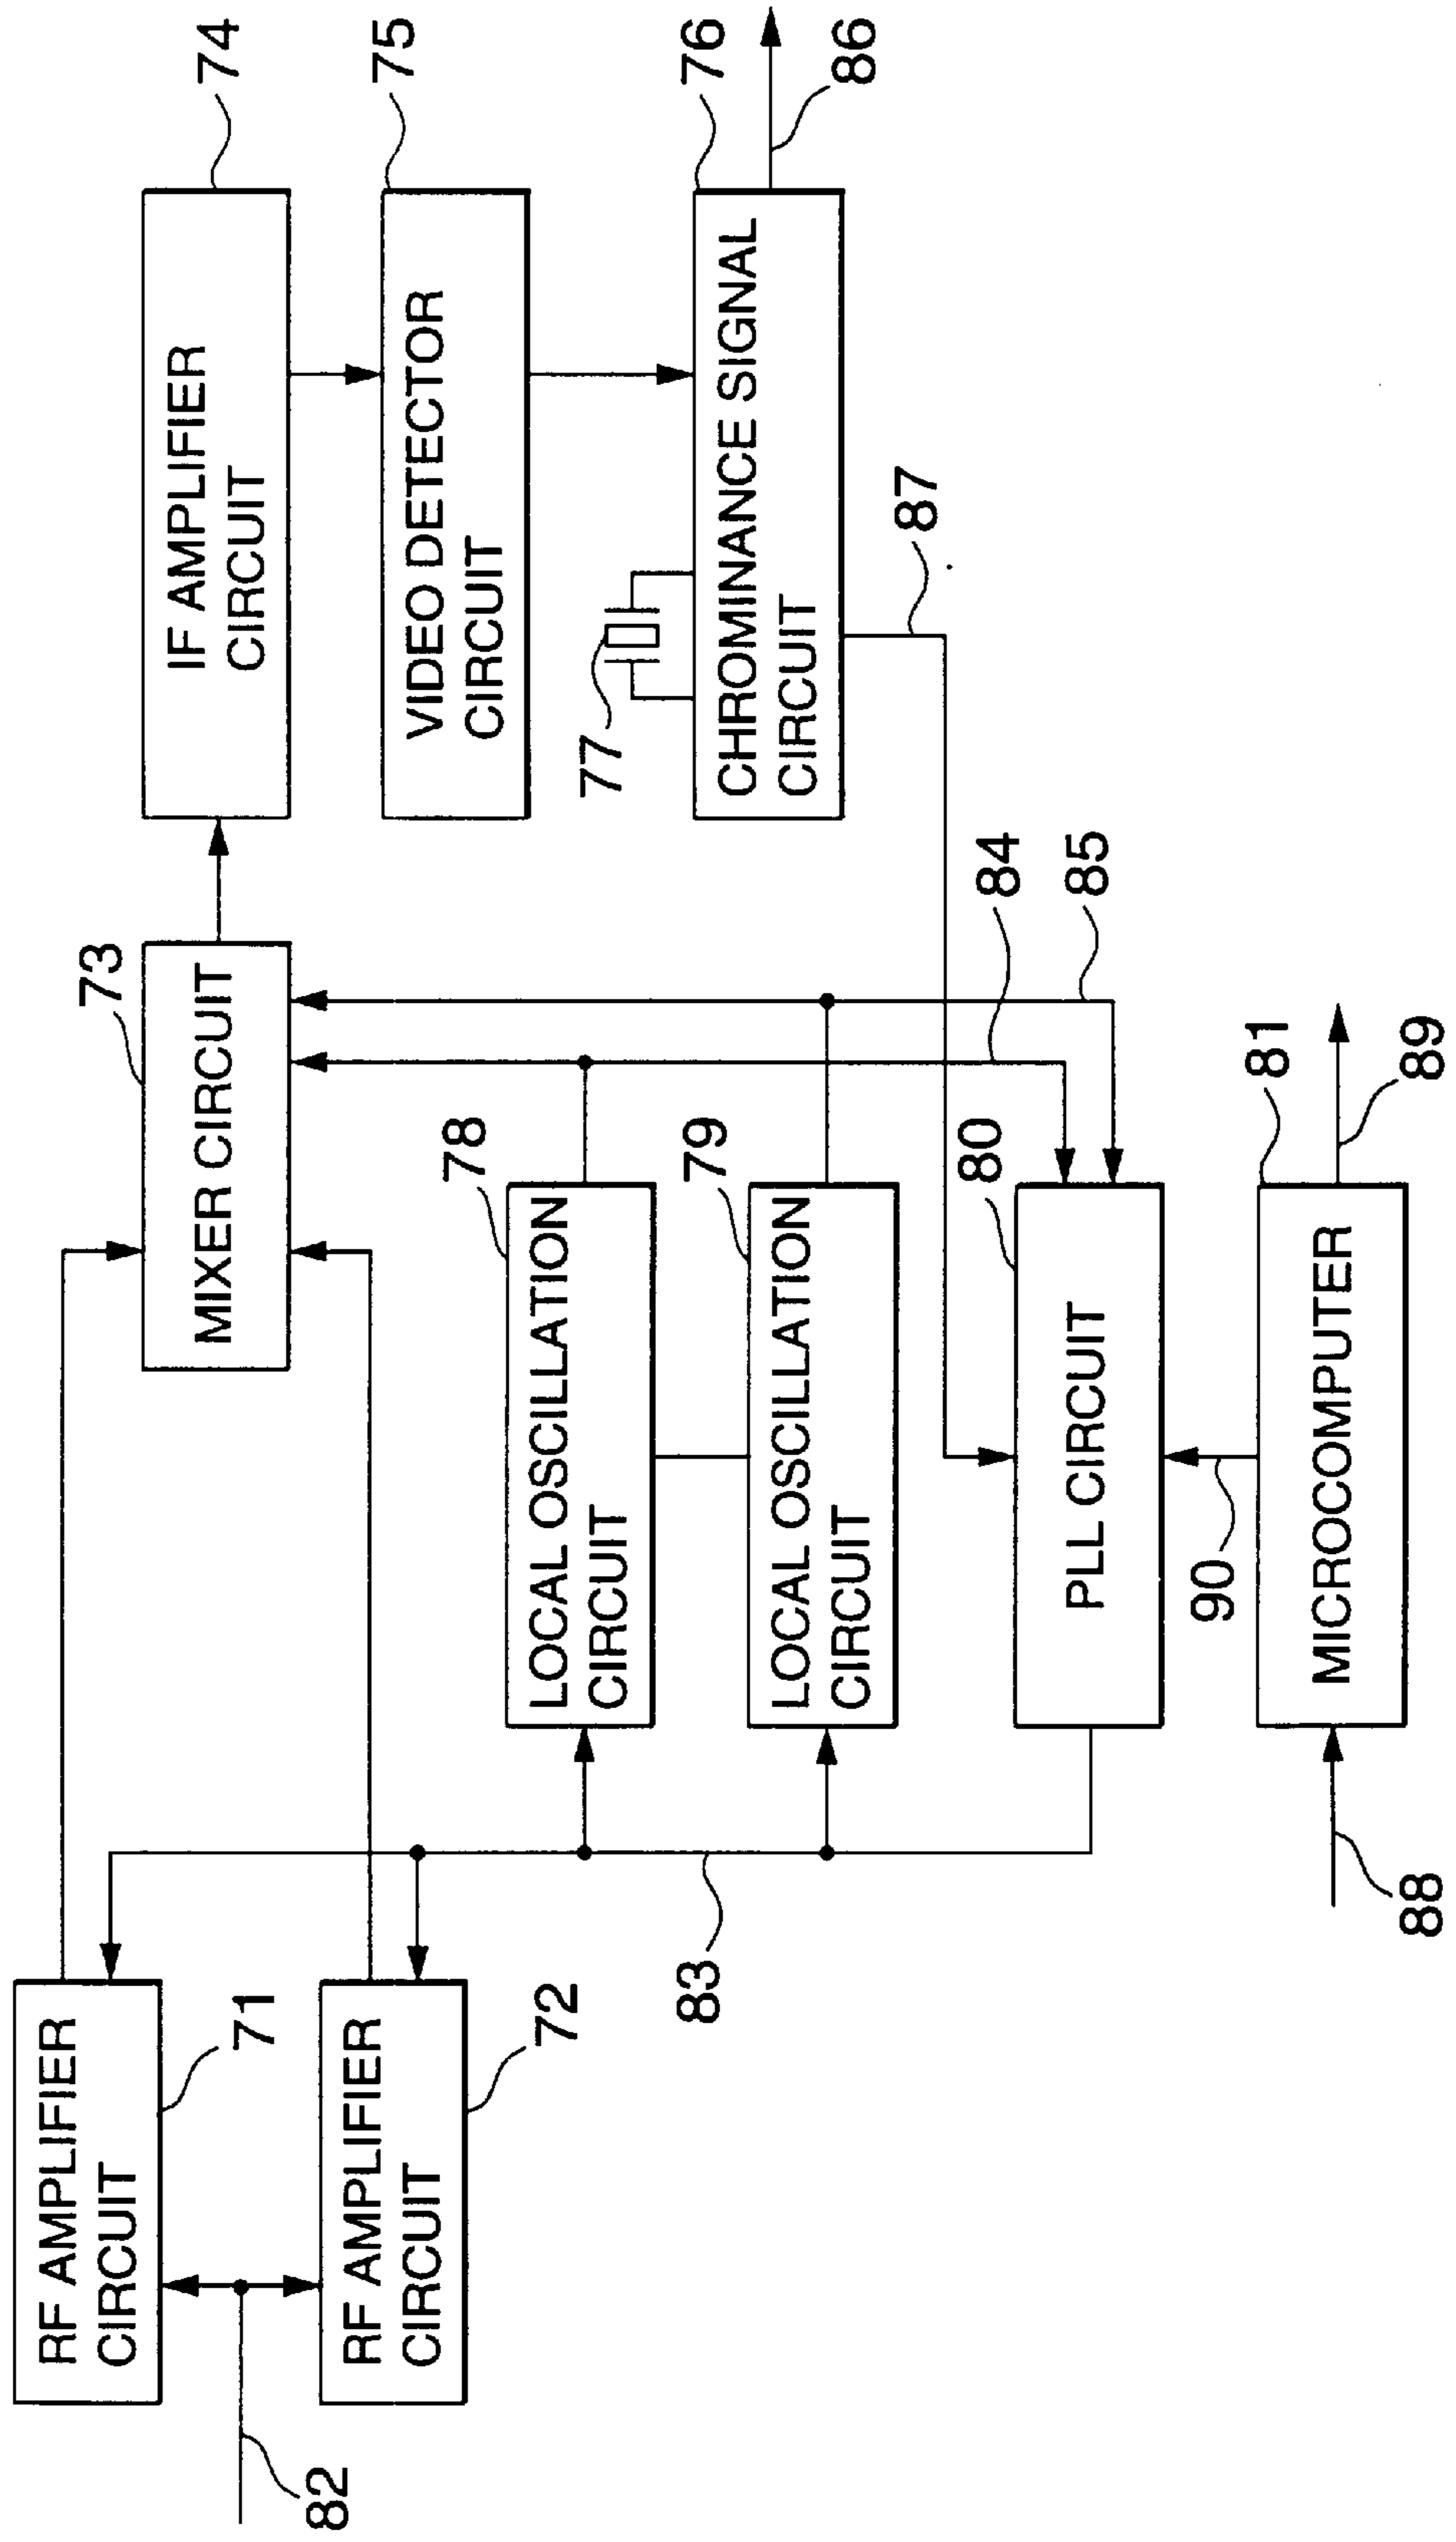 RF AMPLIFIER
CIRCUIT
71
RF AMPLIFIER
CIRCUIT
72
82
83
73
MIXER CIRCUIT
IF AMPLIFIER
CIRCUIT
74
VIDEO DETECTOR
CIRCUIT
75
77
CHROMINANCE SIGNAL
CIRCUIT
76
86
87
78
LOCAL OSCILLATION
CIRCUIT
79
LOCAL OSCILLATION
CIRCUIT
84
85
80
PLL CIRCUIT
90
81
MICROCOMPUTER
88
89